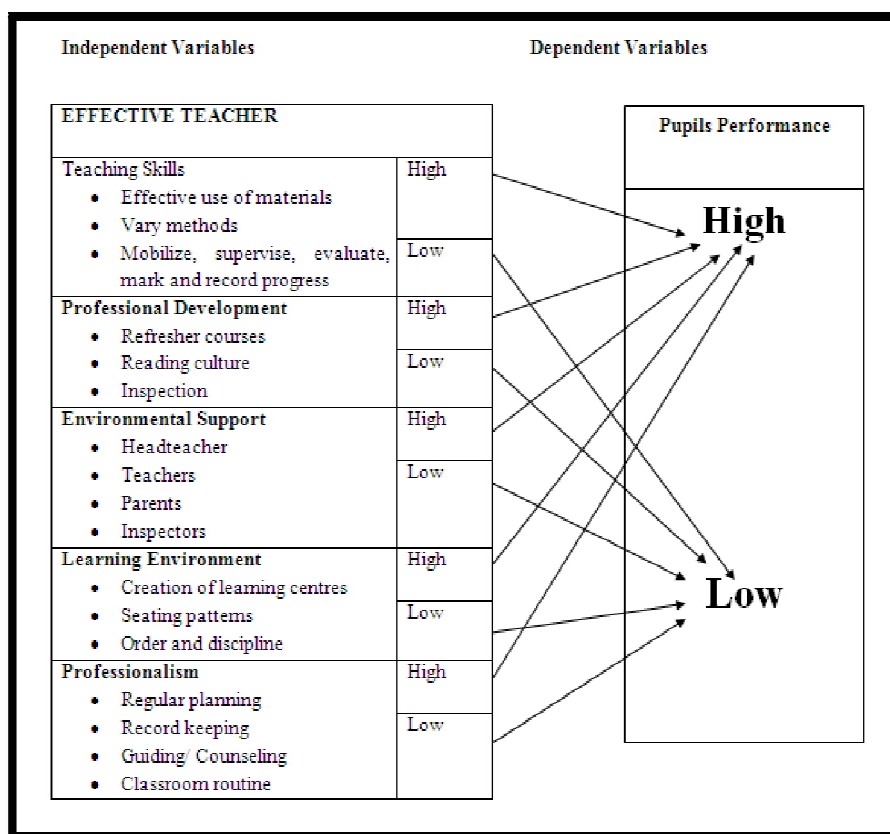 Independent Variables
Dependent Variables
EFFECTIVE TEACHER
Pupils Performance
Teaching Skills
High
• Effective use of materials
• Vary methods
• Mobilize, supervise, evaluate,
Low
mark and record progress
Professional Development
High
• Refresher courses
• Reading culture
Low
• Inspection
Environmental Support
High
• Headteacher
• Teachers
Low
• Parents
• Inspectors
Learning Environment
High
• Creation of learning centres
• Seating patterns
Low
• Order and discipline
Professionalism
High
• Regular planning
• Record keeping
Low
• Guiding/ Counseling
• Classroom routine
High
Low